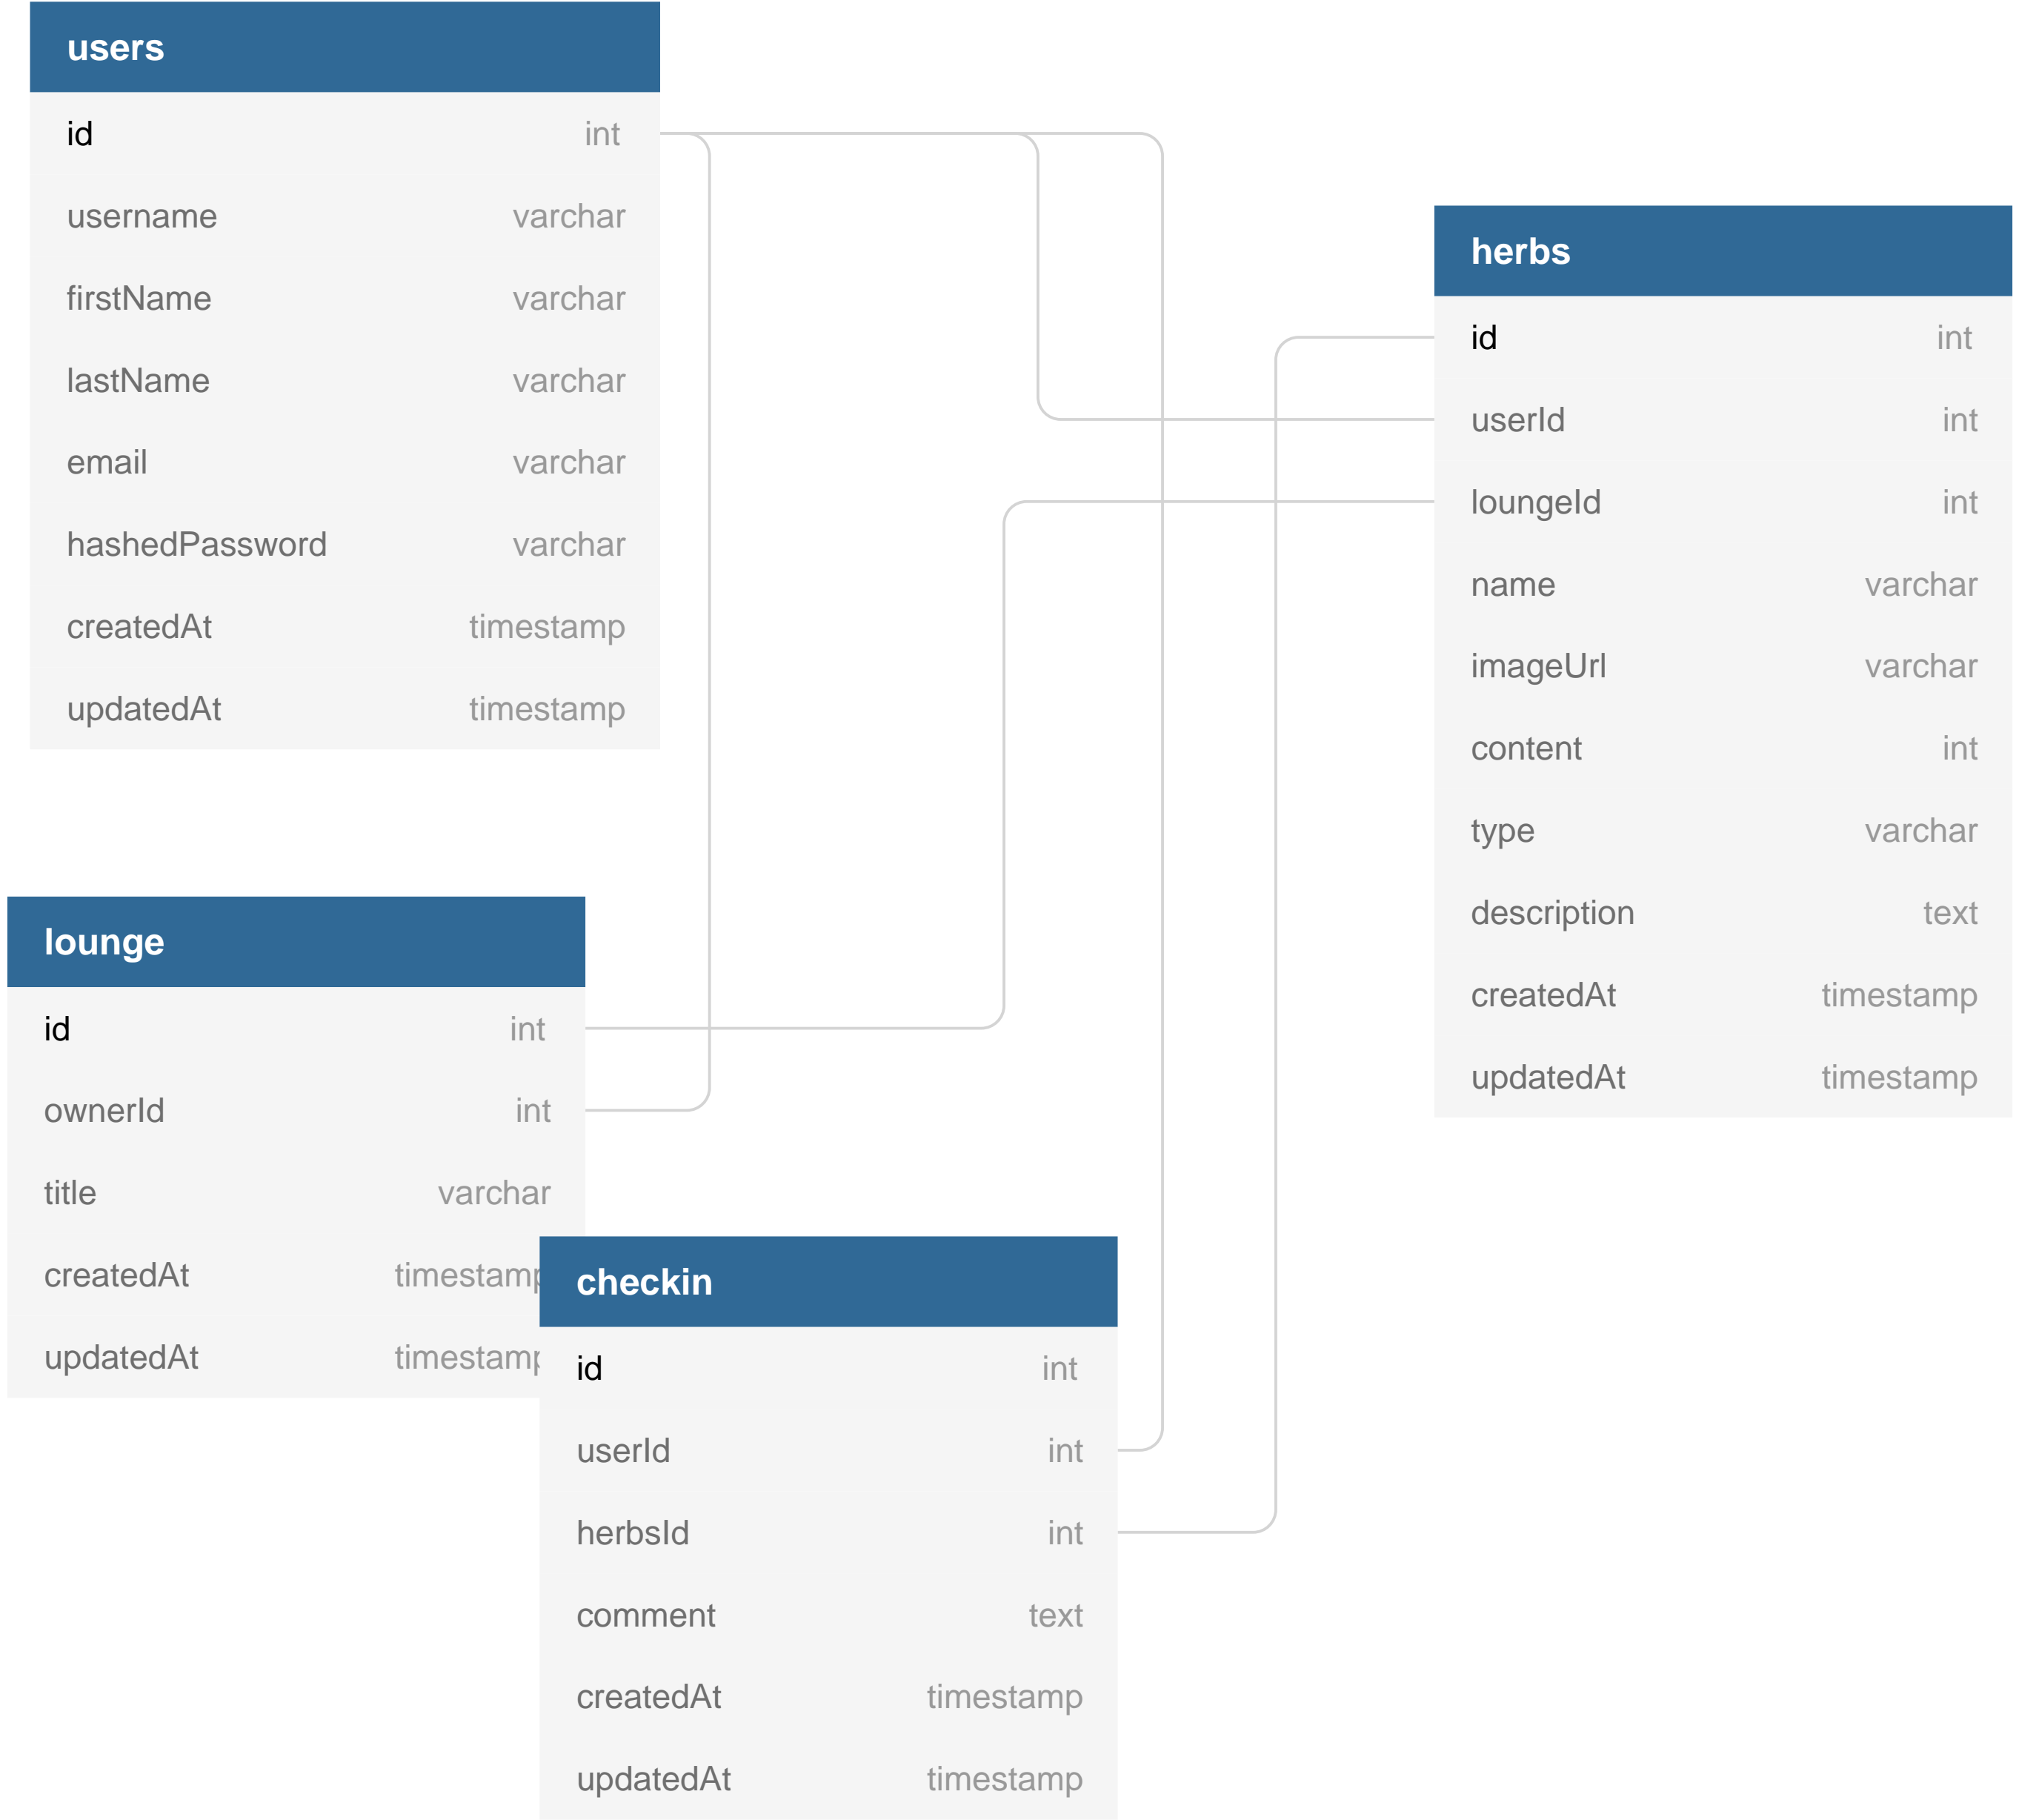 users
id int
username varchar
firstName varchar
lastName varchar
email varchar
hashedPassword varchar
createdAt timestamp
updatedAt timestamp
herbs
id int
userId int
loungeId int
name varchar
imageUrl varchar
content int
type varchar
description text
createdAt timestamp
updatedAt timestamp
lounge
id int
ownerId int
title varchar
createdAt timestamp
updatedAt timestamp
checkin
id int
userId int
herbsId int
comment text
createdAt timestamp
updatedAt timestamp